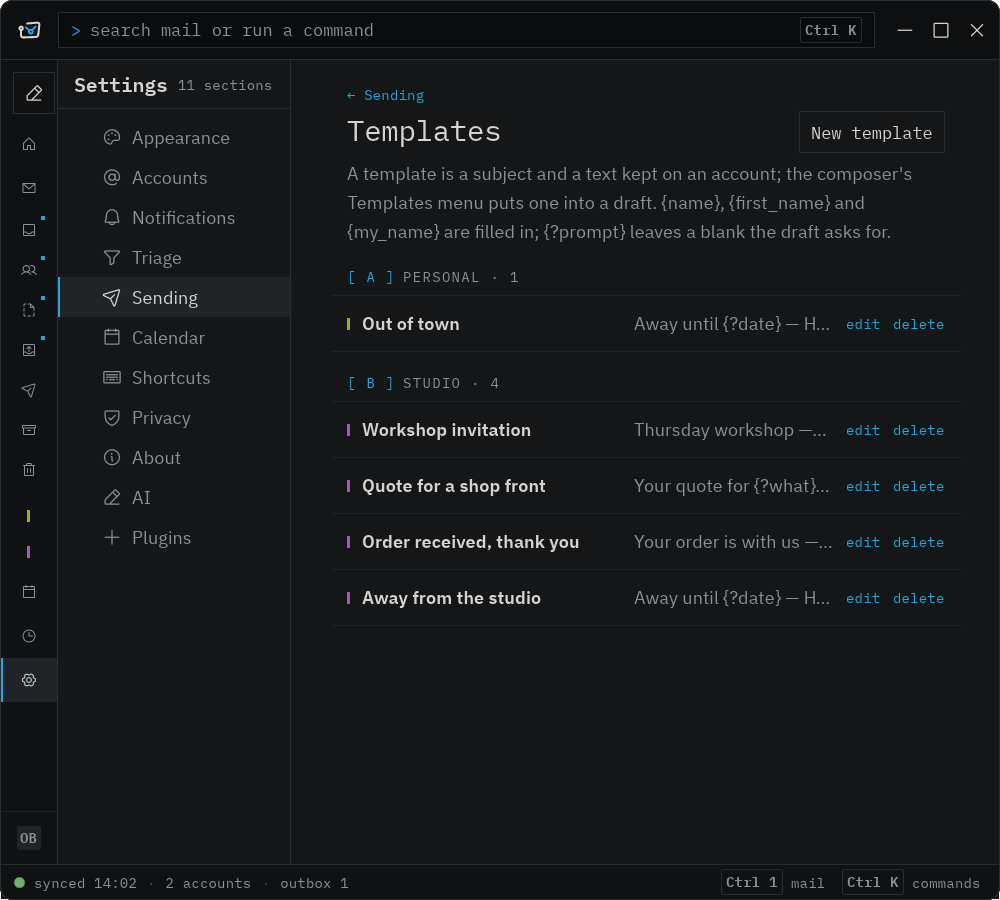 > search mail or run a command
Ctrl K
Settings 11 sections
Appearance
Accounts
Notifications
Triage
Sending
Calendar
Shortcuts
Privacy
About
AI
Plugins
← Sending
Templates
New template
A template is a subject and a text kept on an account; the composer's
Templates menu puts one into a draft. {name}, {first_name} and
{my_name} are filled in; {?prompt} leaves a blank the draft asks for.
[ A ] PERSONAL · 1
Out of town Away until {?date} — H... edit delete
[ B ] STUDIO · 4
Workshop invitation Thursday workshop —... edit delete
Quote for a shop front Your quote for {?what}... edit delete
Order received, thank you Your order is with us —... edit delete
Away from the studio Away until {?date} — H... edit delete
OB
synced 14:02 · 2 accounts · outbox 1
Ctrl 1 mail Ctrl K commands